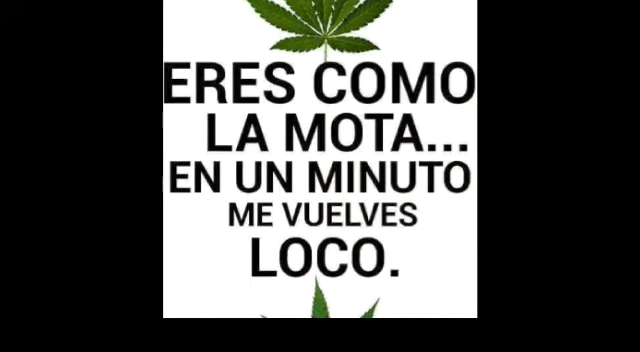 ERES COMO
LA MOTA...
EN UN MINUTO
ME VUELVES
LOCO.